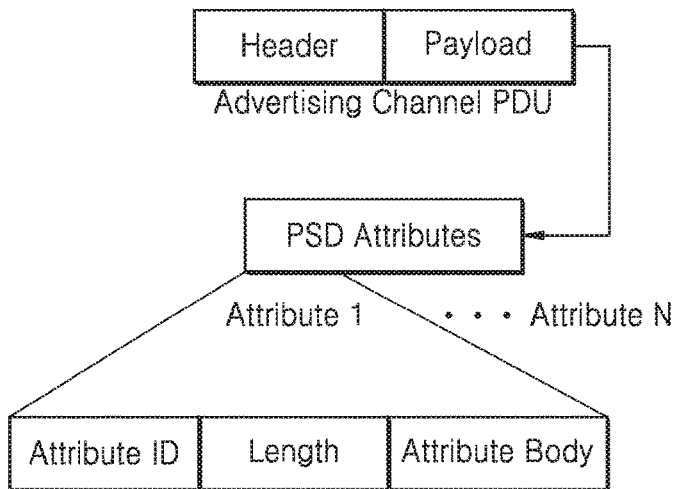 Header Payload
Advertising Channel PDU
PSD Attributes
Attribute 1 • • • Attribute N
Attribute ID Length Attribute Body